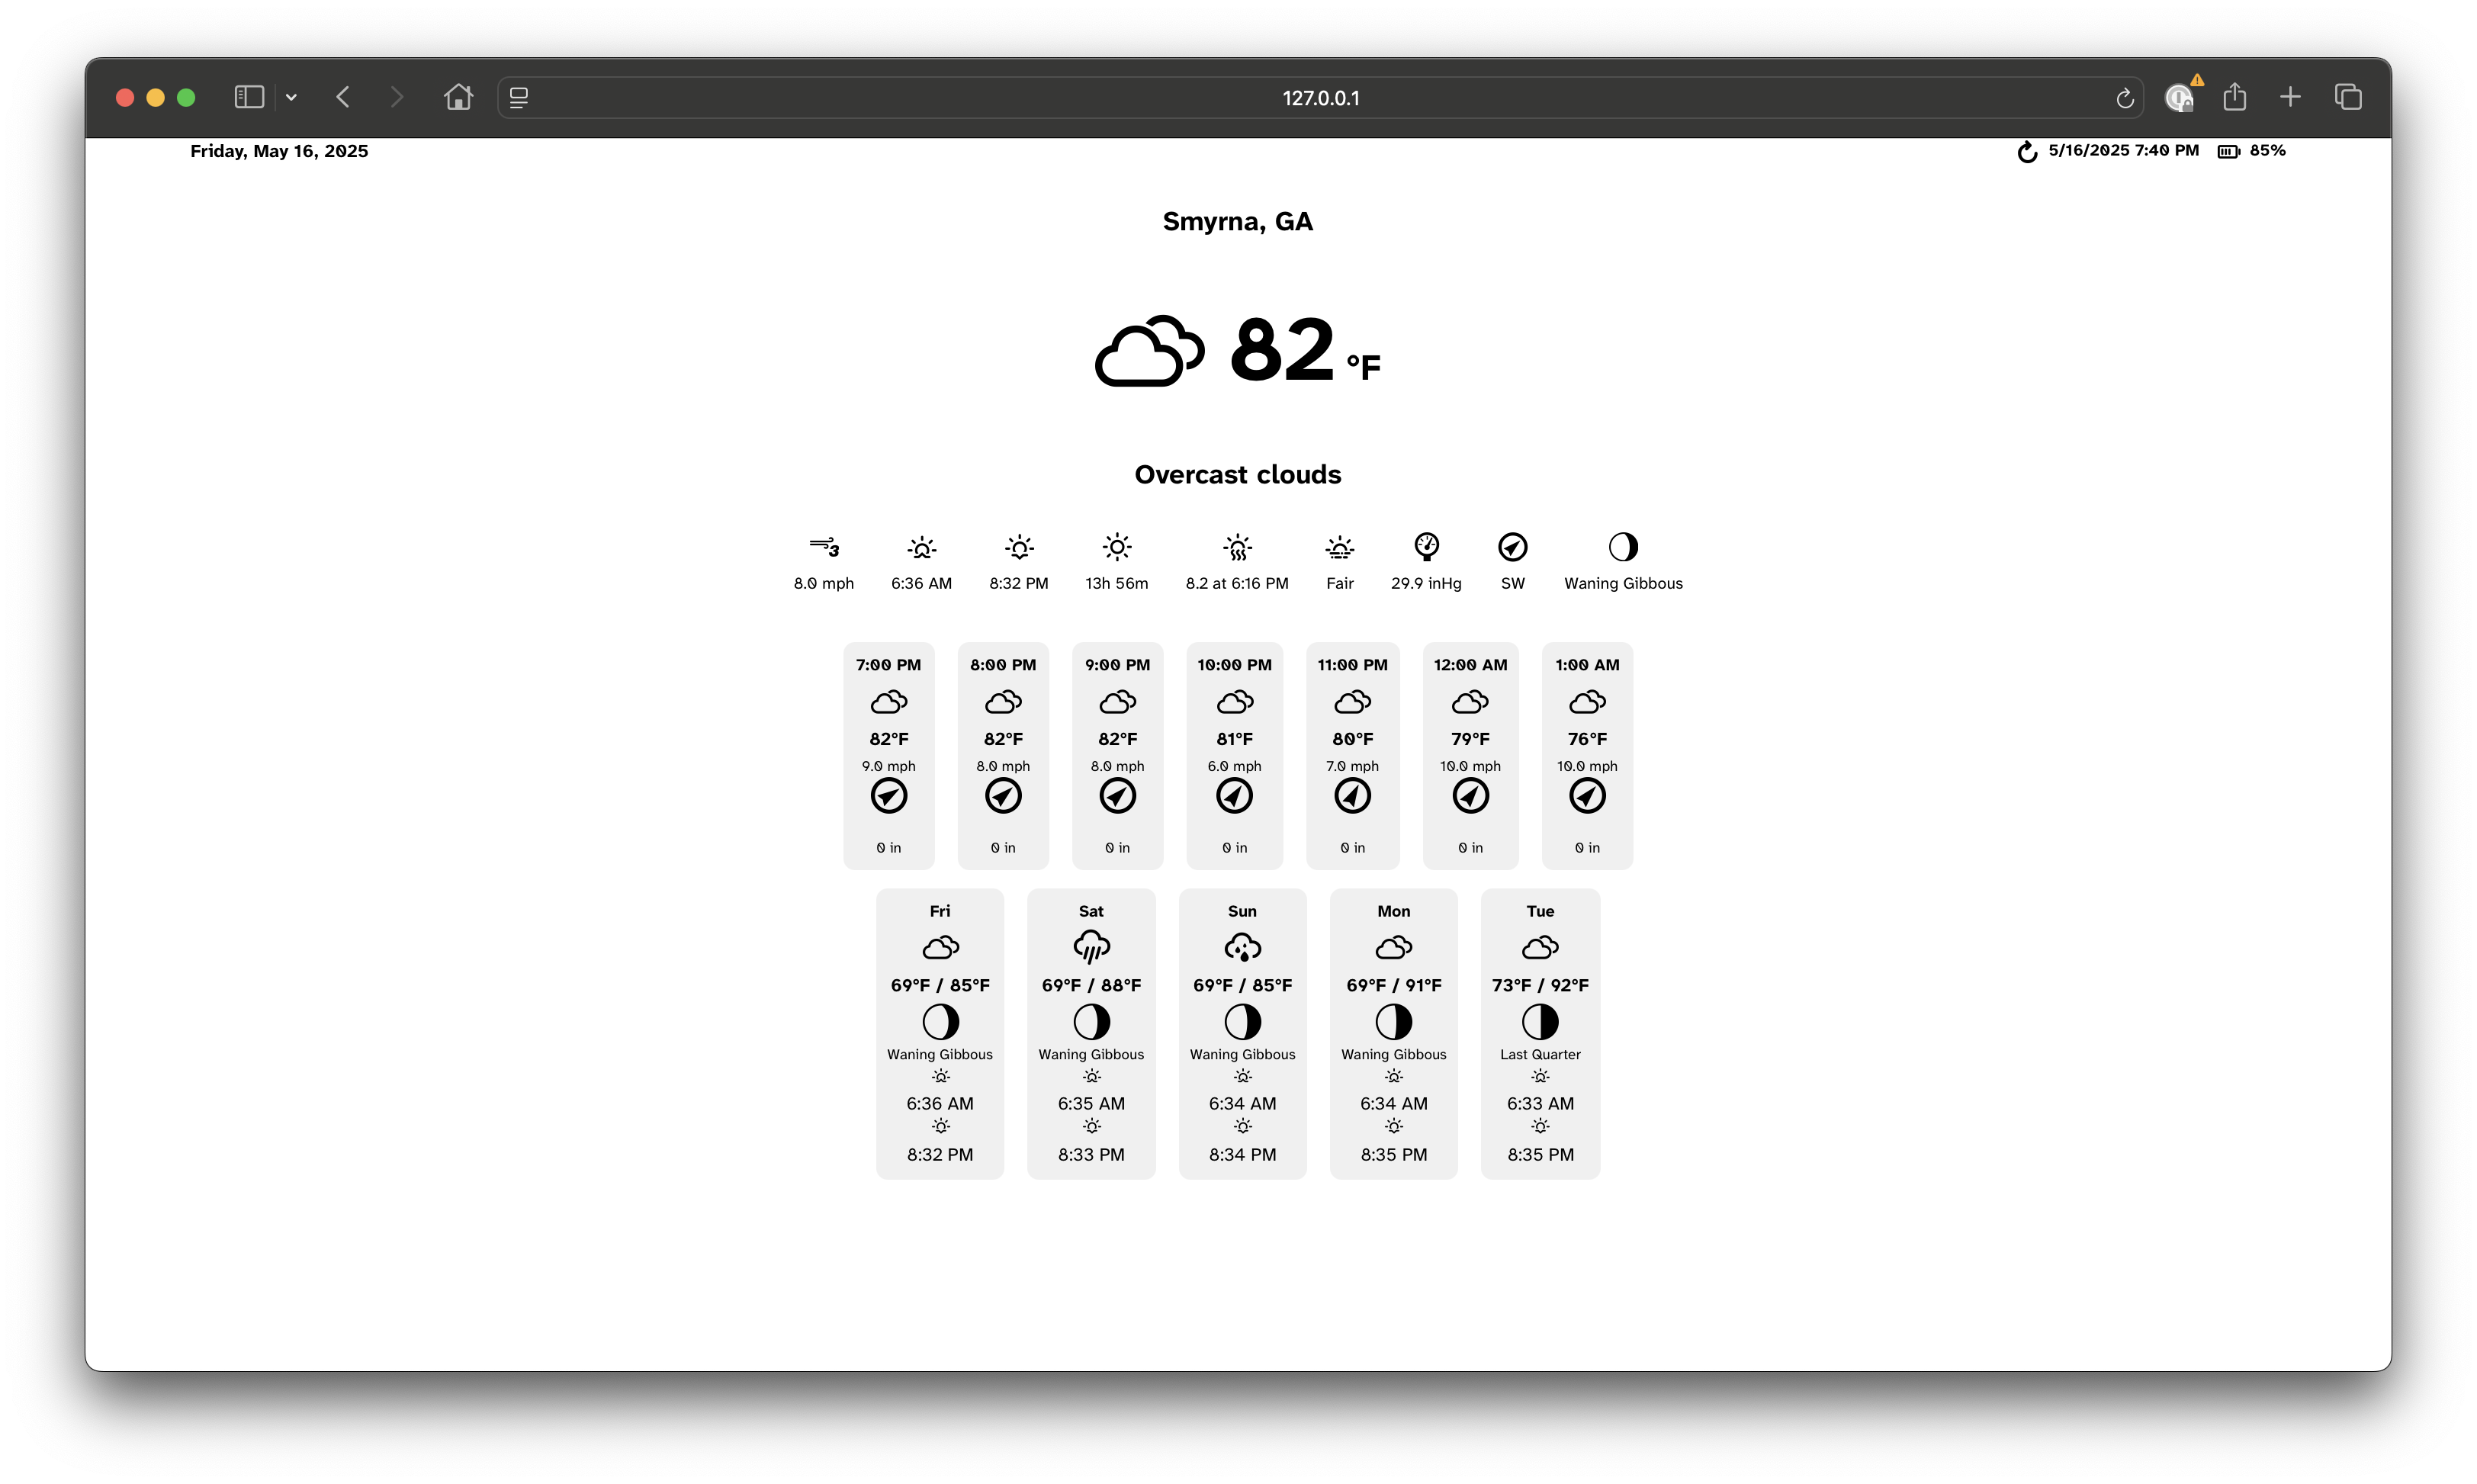 127.0.0.1
Friday, May 16, 2025
5/16/2025 7:40 PM 85%
Smyrna, GA
82 °F
Overcast clouds
3
8.0 mph 6:36 AM 8:32 PM 13h 56m 8.2 at 6:16 PM Fair 29.9 inHg SW Waning Gibbous
7:00 PM 8:00 PM 9:00 PM 10:00 PM 11:00 PM 12:00 AM 1:00 AM
82°F 82°F 82°F 81°F 80°F 79°F 76°F
9.0 mph 8.0 mph 8.0 mph 6.0 mph 7.0 mph 10.0 mph 10.0 mph
0 in 0 in 0 in 0 in 0 in 0 in 0 in
Fri Sat Sun Mon Tue
69°F / 85°F 69°F / 88°F 69°F / 85°F 69°F / 91°F 73°F / 92°F
Waning Gibbous Waning Gibbous Waning Gibbous Waning Gibbous Last Quarter
6:36 AM 6:35 AM 6:34 AM 6:34 AM 6:33 AM
8:32 PM 8:33 PM 8:34 PM 8:35 PM 8:35 PM